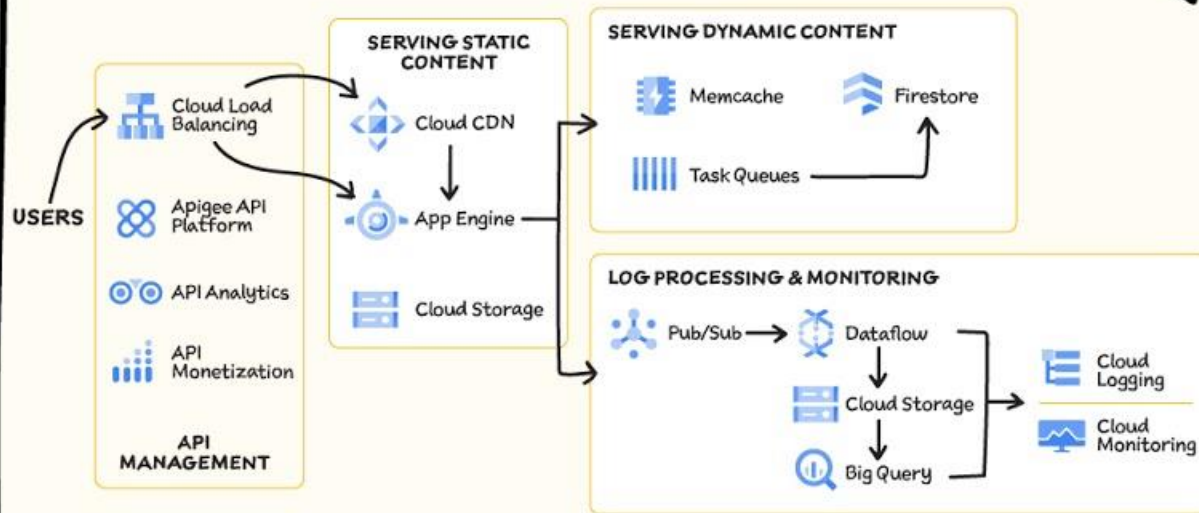 USERS
Cloud Load
Balancing
Apigee API
Platform
API Analytics
API
Monetization
API
MANAGEMENT
SERVING STATIC
CONTENT
Cloud CDN
App Engine
Cloud Storage
SERVING DYNAMIC CONTENT
Memcache
Firestore
Task Queues
LOG PROCESSING & MONITORING
Pub/Sub
Dataflow
Cloud Storage
Big Query
Cloud
Logging
Cloud
Monitoring